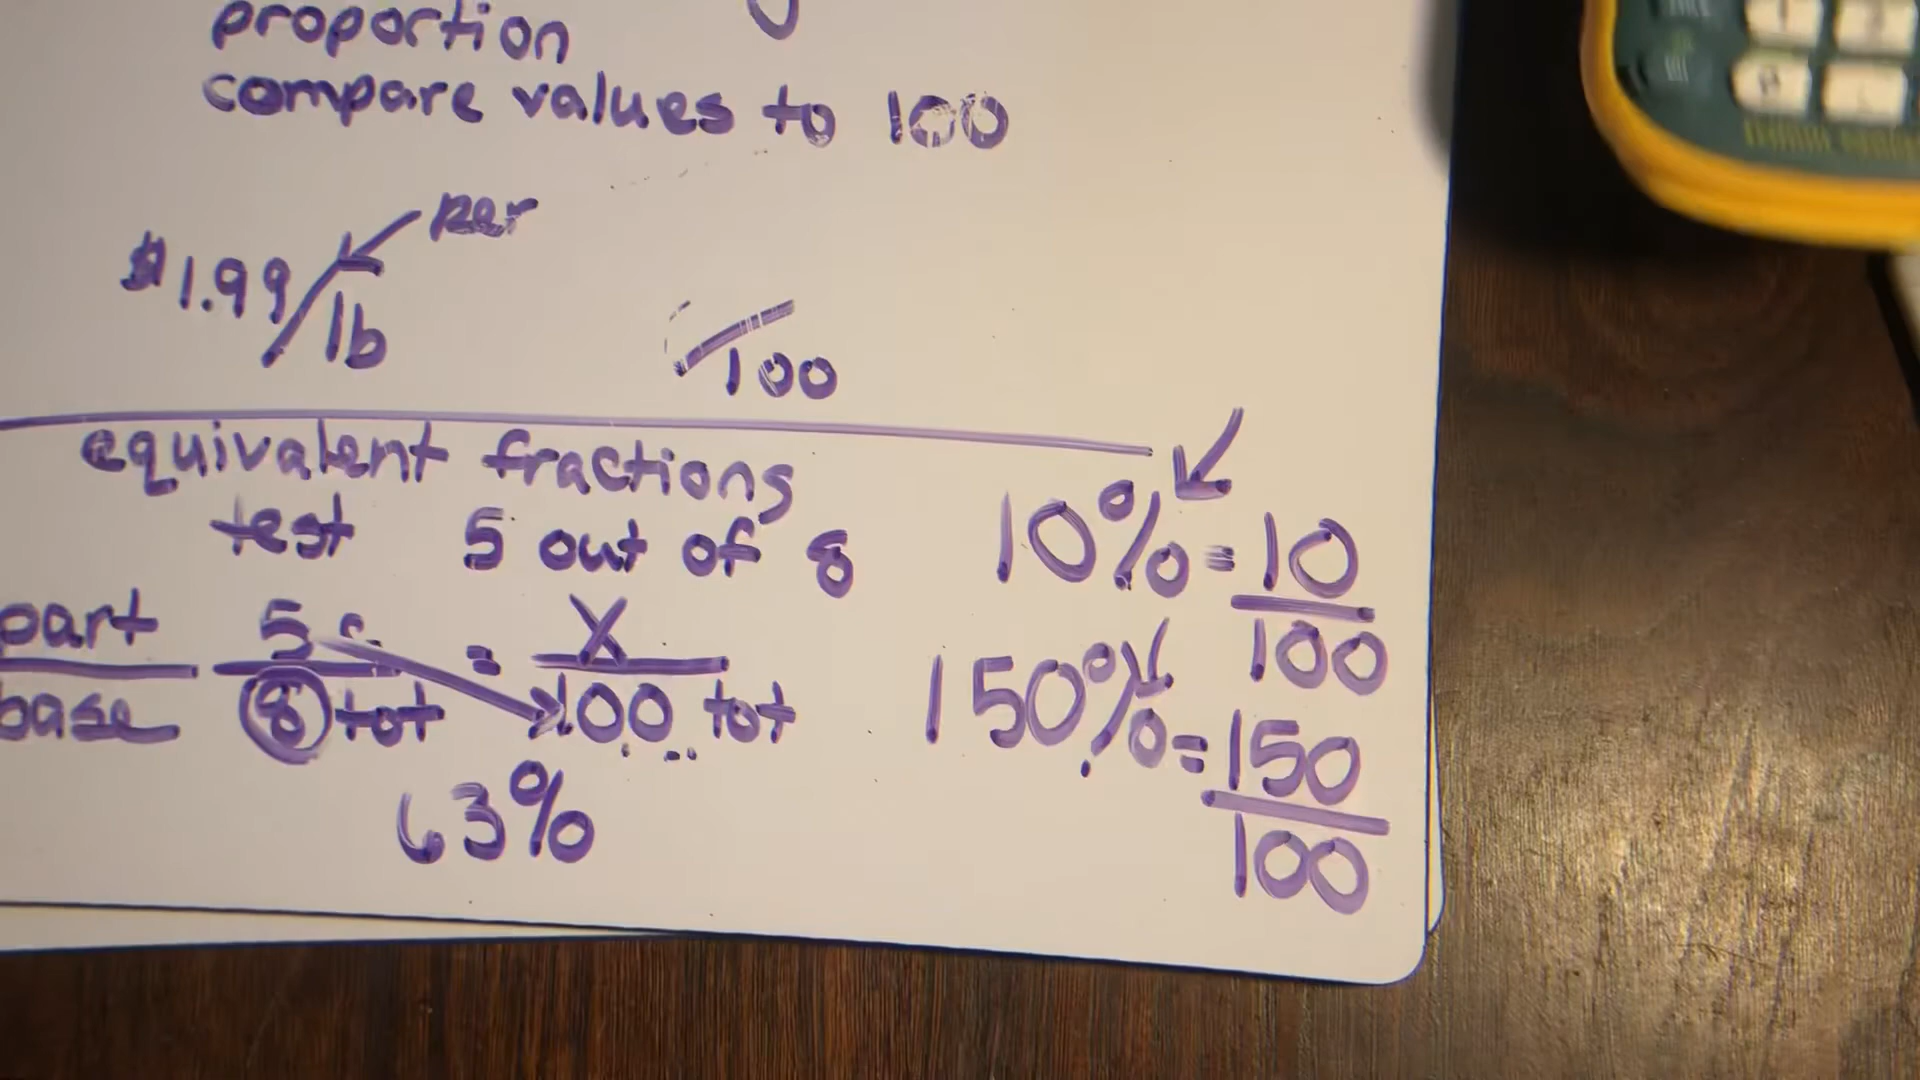 proportion
compare values to 100
per
$1.99/lb
/100
equivalent fractions
test 5 out of 8
part 5 = X
base 8 tot 100 tot
63%
10% = 10
100
150% = 150
100